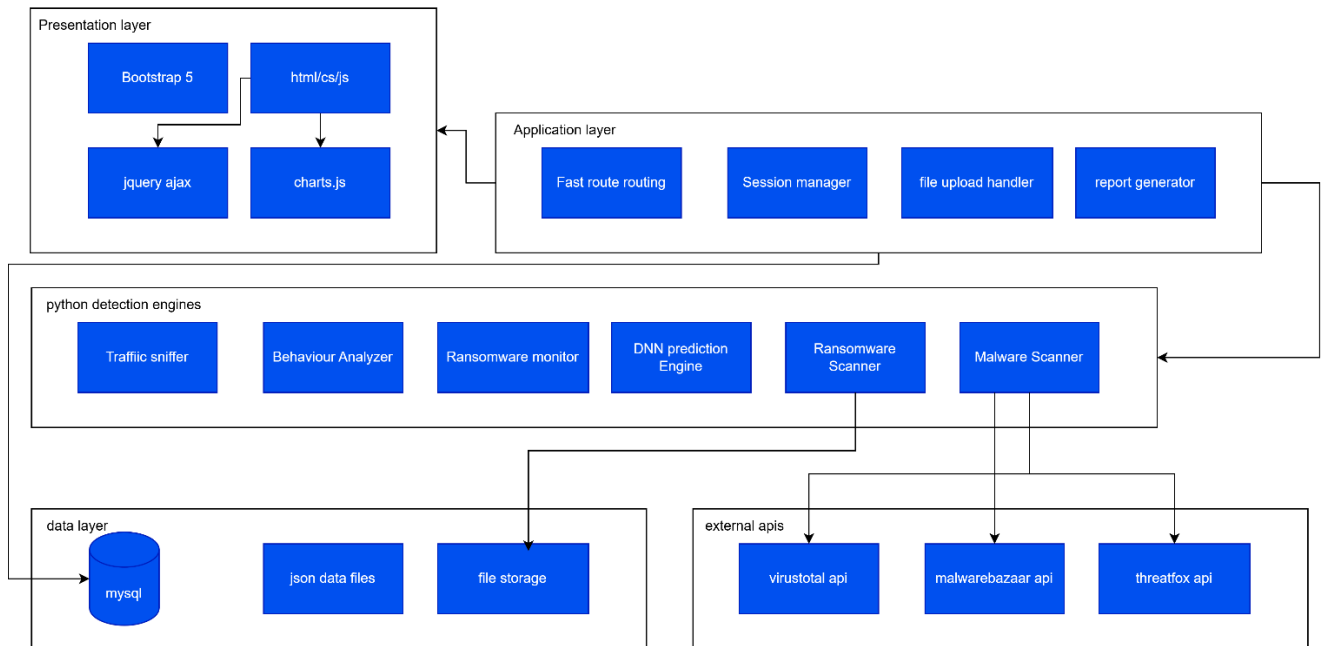 Presentation layer
Bootstrap 5
html/cs/js
jquery ajax
charts.js
Application layer
Fast route routing
Session manager
file upload handler
report generator
python detection engines
Traffiic sniffer
Behaviour Analyzer
Ransomware monitor
DNN prediction
Engine
Ransomware
Scanner
Malware Scanner
data layer
mysql
json data files
file storage
external apis
virustotal api
malwarebazaar api
threatfox api